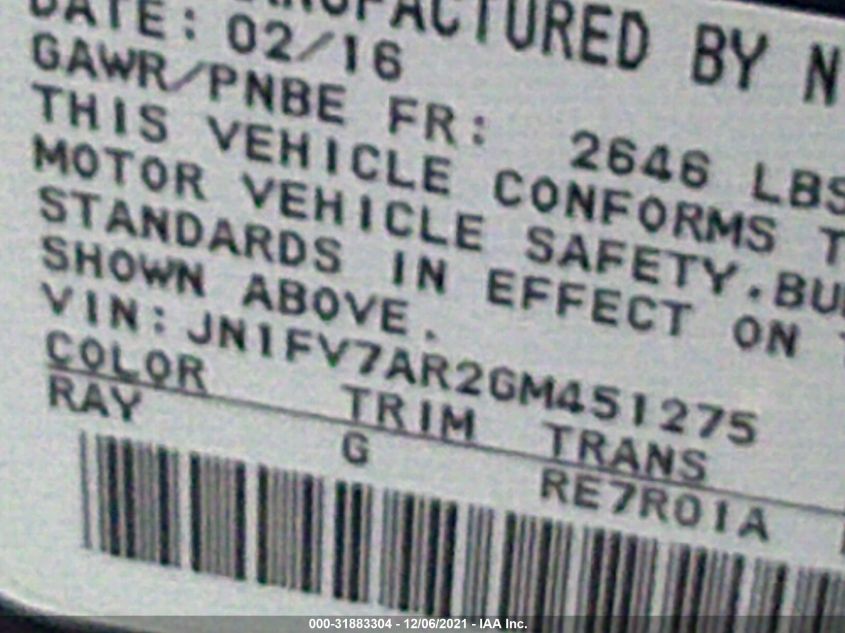 DATE: 02/16
MANUFACTURED BY N
GAWR/PNBE FR: 2646 LBS
THIS VEHICLE CONFORMS T
MOTOR VEHICLE SAFETY.BU
STANDARDS IN EFFECT ON
SHOWN ABOVE.
VIN: JN1FV7AR2GM451275
COLOR TRIM TRANS
RAY G RE7R01A
000-31883304 - 12/06/2021 - IAA Inc.